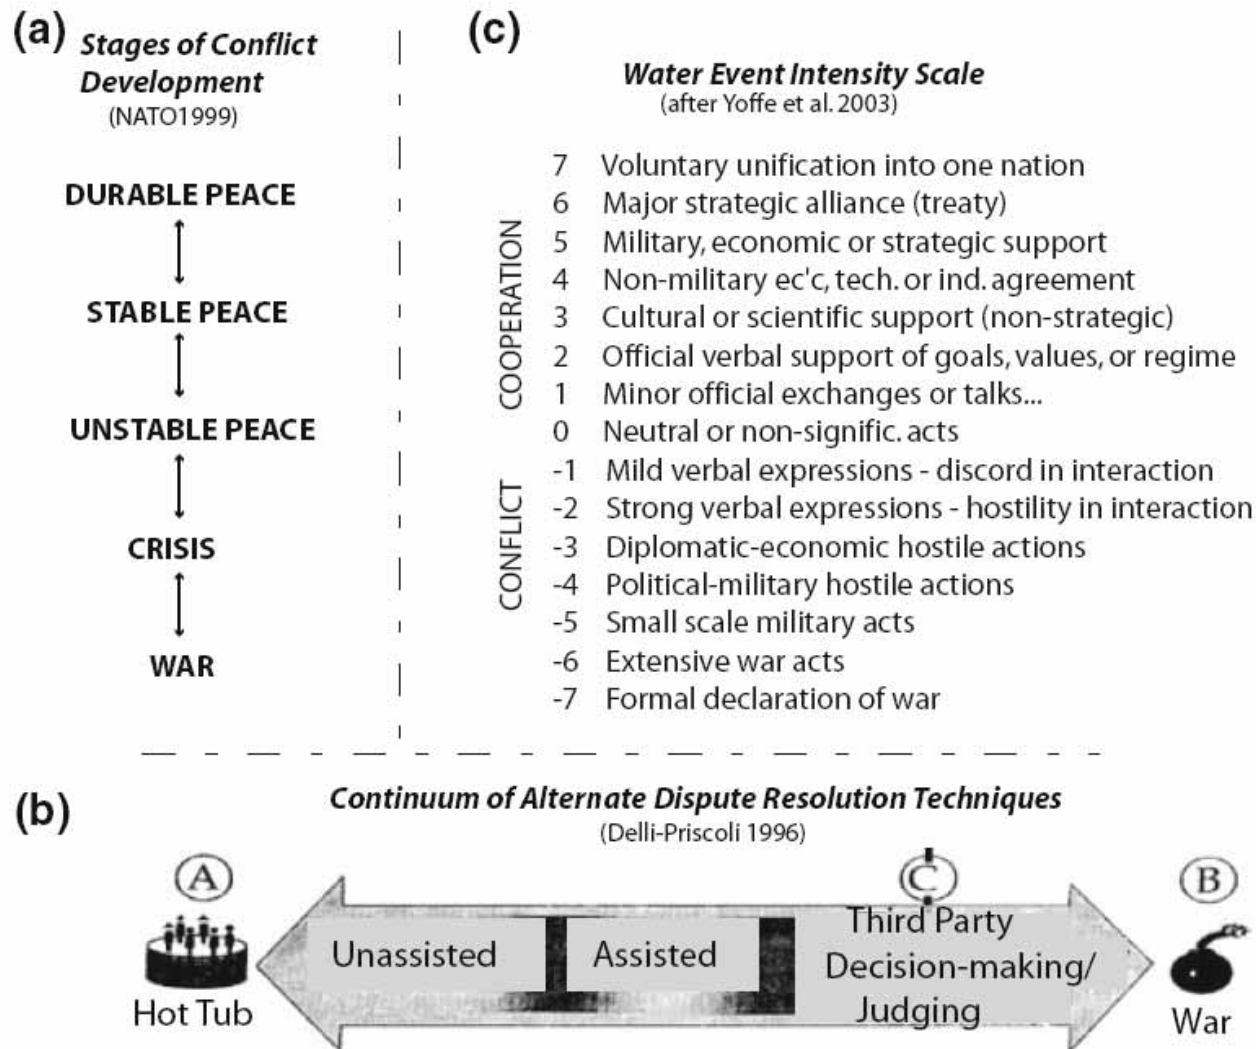 (a) Stages of Conflict
Development
(NATO1999)
DURABLE PEACE
STABLE PEACE
UNSTABLE PEACE
CRISIS
WAR
(c)
Water Event Intensity Scale
(after Yoffe et al. 2003)
COOPERATION
7 Voluntary unification into one nation
6 Major strategic alliance (treaty)
5 Military, economic or strategic support
4 Non-military ec'c, tech. or ind. agreement
3 Cultural or scientific support (non-strategic)
2 Official verbal support of goals, values, or regime
1 Minor official exchanges or talks...
0 Neutral or non-signific. acts
CONFLICT
-1 Mild verbal expressions - discord in interaction
-2 Strong verbal expressions - hostility in interaction
-3 Diplomatic-economic hostile actions
-4 Political-military hostile actions
-5 Small scale military acts
-6 Extensive war acts
-7 Formal declaration of war
(b)
Continuum of Alternate Dispute Resolution Techniques
(Delli-Priscoli 1996)
A
C
B
Unassisted
Assisted
Third Party
Decision-making/
Judging
Hot Tub
War